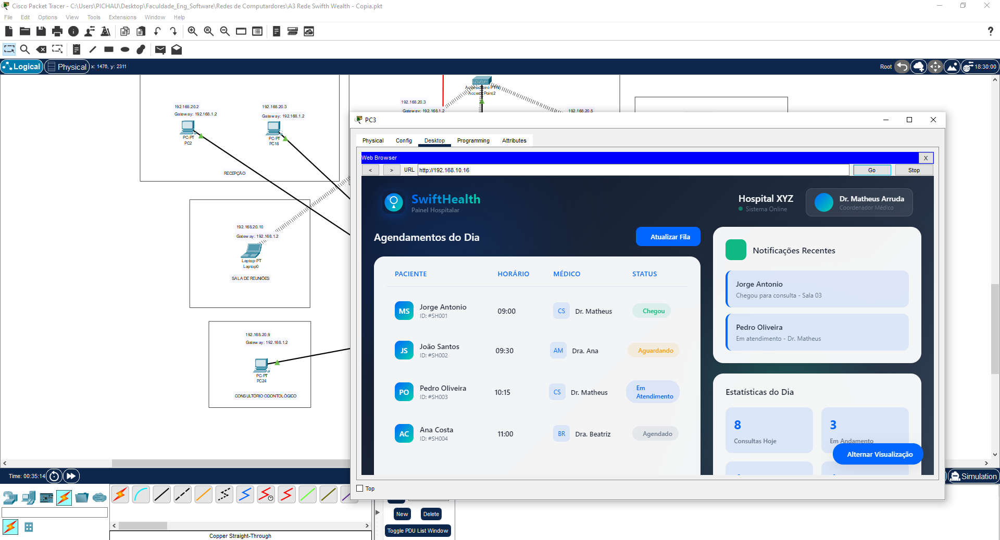 Cisco Packet Tracer - C:\Users\PICHAU\Desktop\Faculdade_Eng_Software\Redes de Computardores\A3 Rede Swifth Wealth - Copia.pkt
File Edit Options View Tools Extensions Window Help
Logical Physical x: 1476, y: 2311
Root 18:30:00
192.168.20.2
Gateway: 192.168.1.2
PC-PT
PC2
192.168.20.3
Gateway: 192.168.1.2
PC-PT
PC18
RECEPÇÃO
192.168.20.3
Gateway: 192.168.1.2
Access Point2
192.168.20.5
192.168.20.10
Gateway: 192.168.1.2
Laptop-PT
Laptop0
SALA DE REUNIÕES
192.168.20.9
Gateway: 192.168.1.2
PC-PT
PC24
CONSULTÓRIO ODONTOLÓGICO
PC3
Physical Config Desktop Programming Attributes
Web Browser
X
< > URL http://192.168.10.16 Go Stop
SwiftHealth
Painel Hospitalar
Hospital XYZ
Sistema Online
Dr. Matheus Arruda
Coordenador Médico
Agendamentos do Dia
Atualizar Fila
PACIENTE HORÁRIO MÉDICO STATUS
MS Jorge Antonio ID: #SH001 09:00 CS Dr. Matheus Chegou
JS João Santos ID: #SH002 09:30 AM Dra. Ana Aguardando
PO Pedro Oliveira ID: #SH003 10:15 CS Dr. Matheus Em Atendimento
AC Ana Costa ID: #SH004 11:00 BR Dra. Beatriz Agendado
Notificações Recentes
Jorge Antonio
Chegou para consulta - Sala 03
Pedro Oliveira
Em atendimento - Dr. Matheus
Estatísticas do Dia
8
Consultas Hoje
3
Em Andamento
Alternar Visualização
Top
Time: 00:35:14
Simulation
New Delete
Toggle PDU List Window
Copper Straight-Through